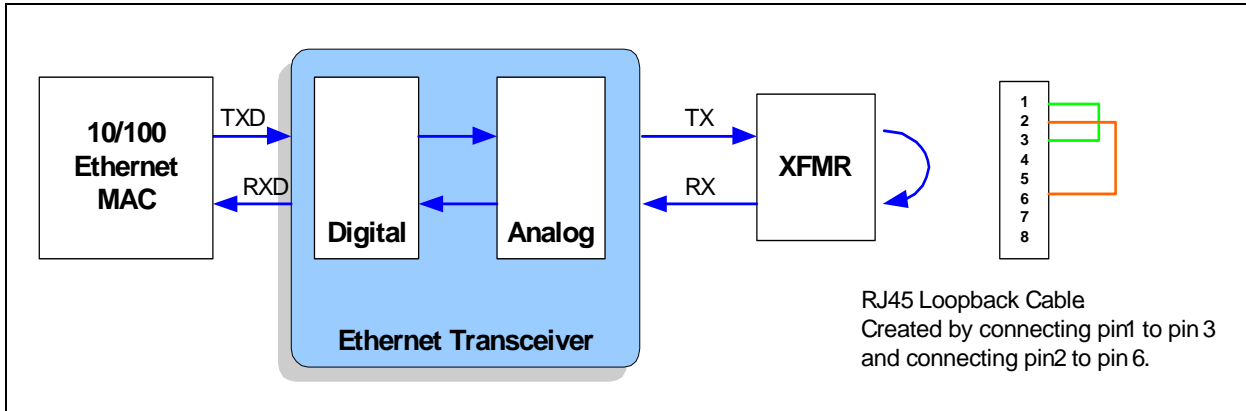 10/100
Ethernet
MAC
TXD
RXD
Digital
Analog
Ethernet Transceiver
TX
RX
XFMR
1
2
3
4
5
6
7
8
RJ45 Loopback Cable
Created by connecting pin1 to pin 3
and connecting pin2 to pin 6.